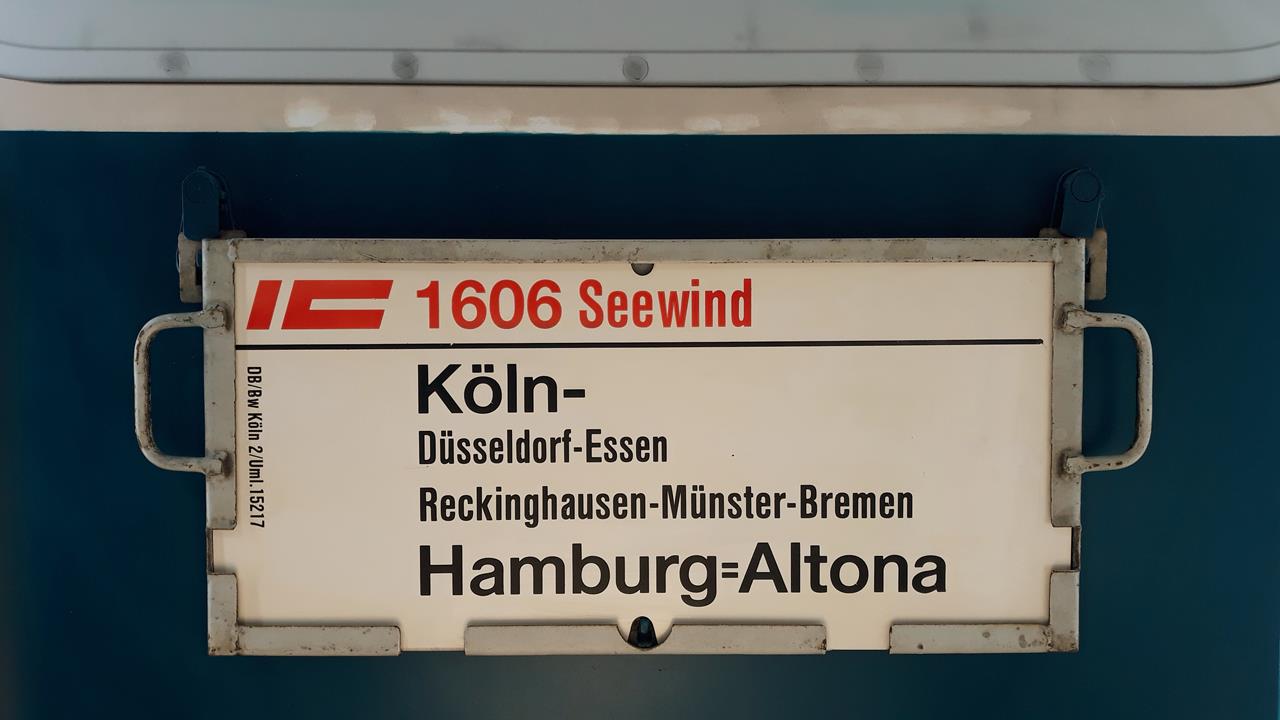 IC 1606 Seewind
Köln-
Düsseldorf-Essen
Reckinghausen-Münster-Bremen
Hamburg=Altona
DB/Bw Köln 2/Uml.15217